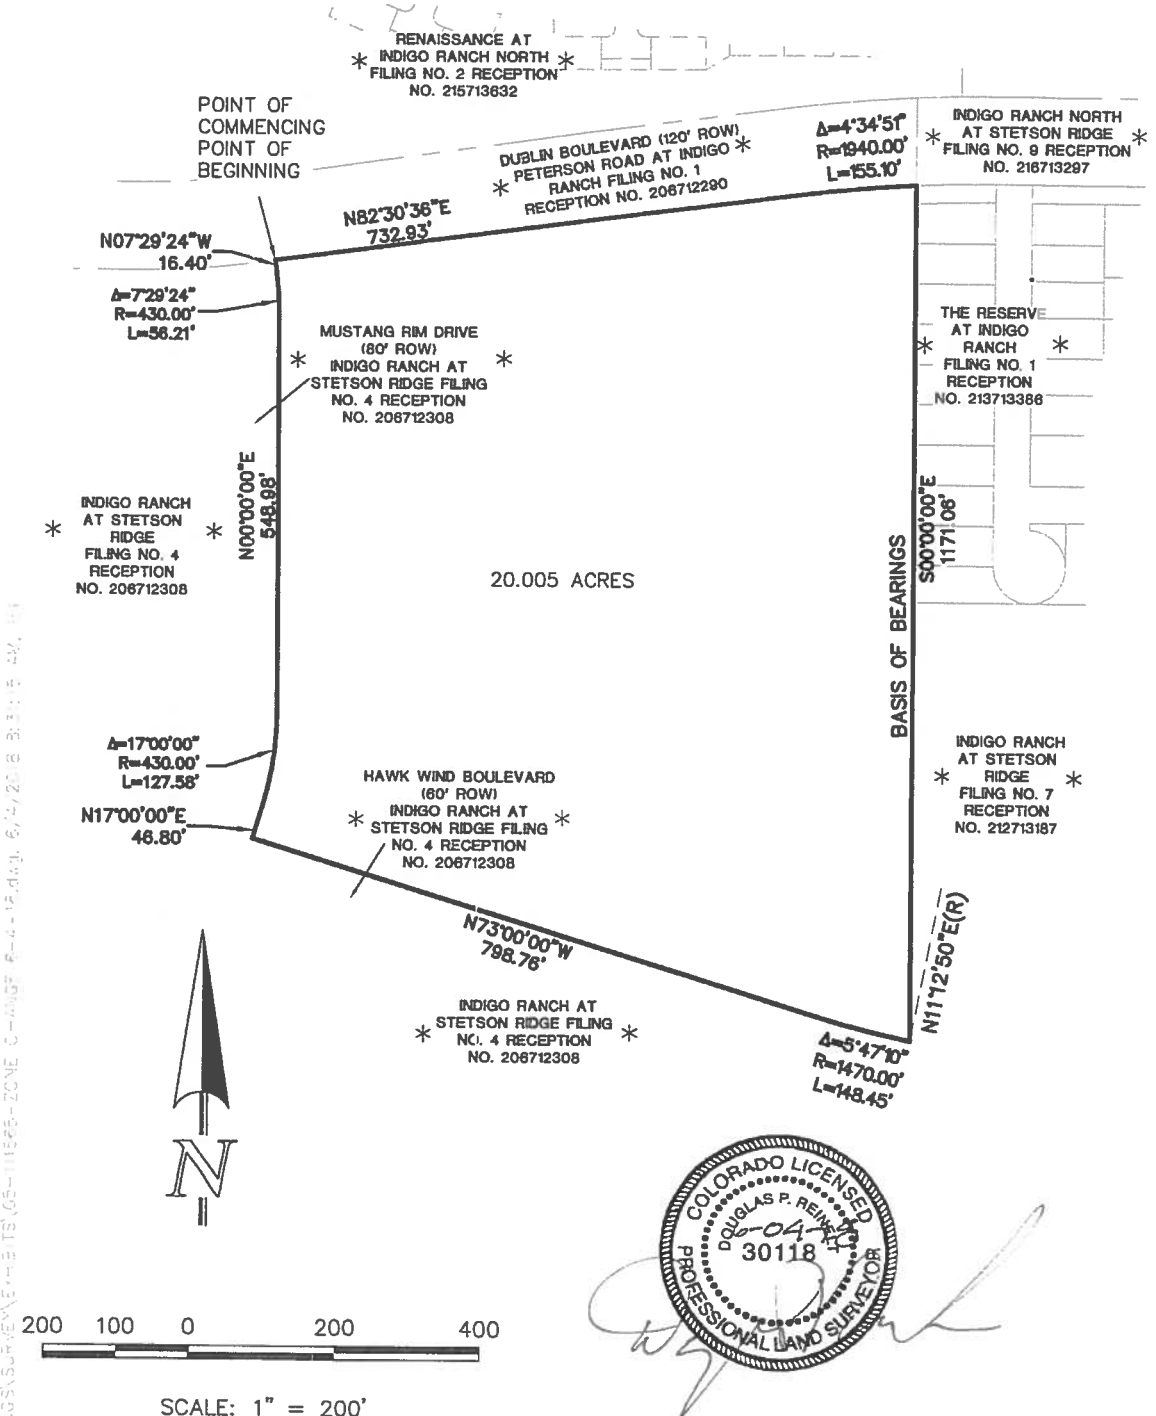 RENAISSANCE AT
INDIGO RANCH NORTH
FILING NO. 2 RECEPTION
NO. 215713632
POINT OF
COMMENCING
POINT OF
BEGINNING
DUBLIN BOULEVARD (120' ROW)
PETERSON ROAD AT INDIGO
RANCH FILING NO. 1
RECEPTION NO. 206712290
Δ=4°34'51"
R=1940.00'
L=155.10'
INDIGO RANCH NORTH
AT STETSON RIDGE
FILING NO. 9 RECEPTION
NO. 216713297
N82°30'36"E
732.93'
N07°29'24"W
16.40'
Δ=7°29'24"
R=430.00'
L=56.21'
MUSTANG RIM DRIVE
(80' ROW)
INDIGO RANCH AT
STETSON RIDGE FILING
NO. 4 RECEPTION
NO. 206712308
THE RESERVE
AT INDIGO
RANCH
FILING NO. 1
RECEPTION
NO. 213713386
N00°00'00"E
548.98'
INDIGO RANCH
AT STETSON
RIDGE
FILING NO. 4
RECEPTION
NO. 206712308
20.005 ACRES
BASIS OF BEARINGS
S00°00'00"E
1171.06'
Δ=17°00'00"
R=430.00'
L=127.58'
N17°00'00"E
46.80'
HAWK WIND BOULEVARD
(60' ROW)
INDIGO RANCH AT
STETSON RIDGE FILING
NO. 4 RECEPTION
NO. 206712308
INDIGO RANCH
AT STETSON
RIDGE
FILING NO. 7
RECEPTION
NO. 212713187
N73°00'00"W
798.76'
N11°12'50"E(R)
INDIGO RANCH AT
STETSON RIDGE FILING
NO. 4 RECEPTION
NO. 206712308
Δ=5°47'10"
R=1470.00'
L=148.45'
N
COLORADO LICENSED
DOUGLAS P. REINELT
30118
PROFESSIONAL LAND SURVEYOR
200 100 0 200 400
SCALE: 1" = 200'